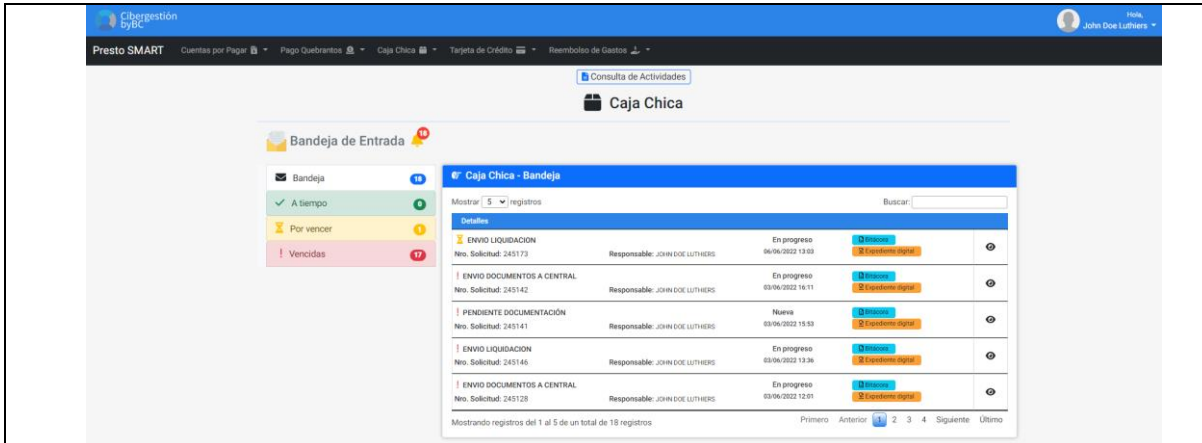 Cibergestión
byBC
Hola,
John Doe Luthiers
Presto SMART Cuentas por Pagar Pago Quebrantos Caja Chica Tarjeta de Crédito Reembolso de Gastos
Consulta de Actividades
Caja Chica
Bandeja de Entrada 18
Bandeja 18
A tiempo 0
Por vencer 1
Vencidas 17
Caja Chica - Bandeja
Mostrar 5 registros Buscar:
Detalles
ENVIO LIQUIDACION En progreso Bitácora
Nro. Solicitud: 245173 Responsable: JOHN DOE LUTHIERS 06/06/2022 13:03 Expediente digital
ENVIO DOCUMENTOS A CENTRAL En progreso Bitácora
Nro. Solicitud: 245142 Responsable: JOHN DOE LUTHIERS 03/06/2022 16:11 Expediente digital
PENDIENTE DOCUMENTACIÓN Nueva Bitácora
Nro. Solicitud: 245141 Responsable: JOHN DOE LUTHIERS 03/06/2022 15:53 Expediente digital
ENVIO LIQUIDACION En progreso Bitácora
Nro. Solicitud: 245146 Responsable: JOHN DOE LUTHIERS 03/06/2022 13:36 Expediente digital
ENVIO DOCUMENTOS A CENTRAL En progreso Bitácora
Nro. Solicitud: 245128 Responsable: JOHN DOE LUTHIERS 03/06/2022 12:01 Expediente digital
Mostrando registros del 1 al 5 de un total de 18 registros Primero Anterior 1 2 3 4 Siguiente Último